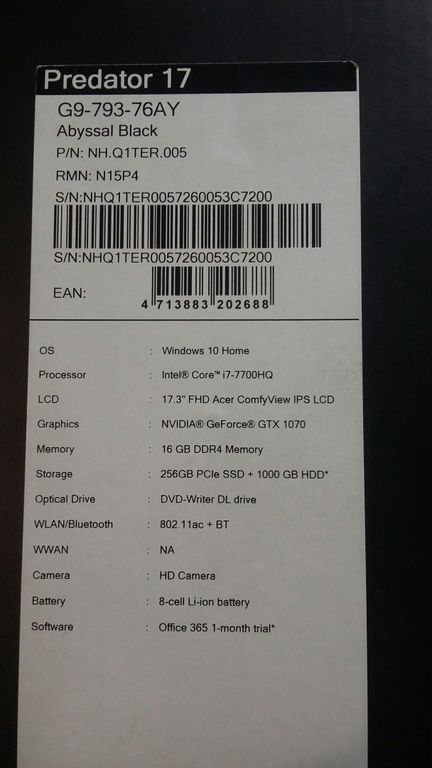 Predator 17
G9-793-76AY
Abyssal Black
P/N: NH.Q1TER.005
RMN: N15P4
S/N:NHQ1TER0057260053C7200
S/N:NHQ1TER0057260053C7200
EAN:
4 713883 202688
OS : Windows 10 Home
Processor : Intel® Core™ i7-7700HQ
LCD : 17.3" FHD Acer ComfyView IPS LCD
Graphics : NVIDIA® GeForce® GTX 1070
Memory : 16 GB DDR4 Memory
Storage : 256GB PCIe SSD + 1000 GB HDD*
Optical Drive : DVD-Writer DL drive
WLAN/Bluetooth : 802.11ac + BT
WWAN : NA
Camera : HD Camera
Battery : 8-cell Li-ion battery
Software : Office 365 1-month trial*